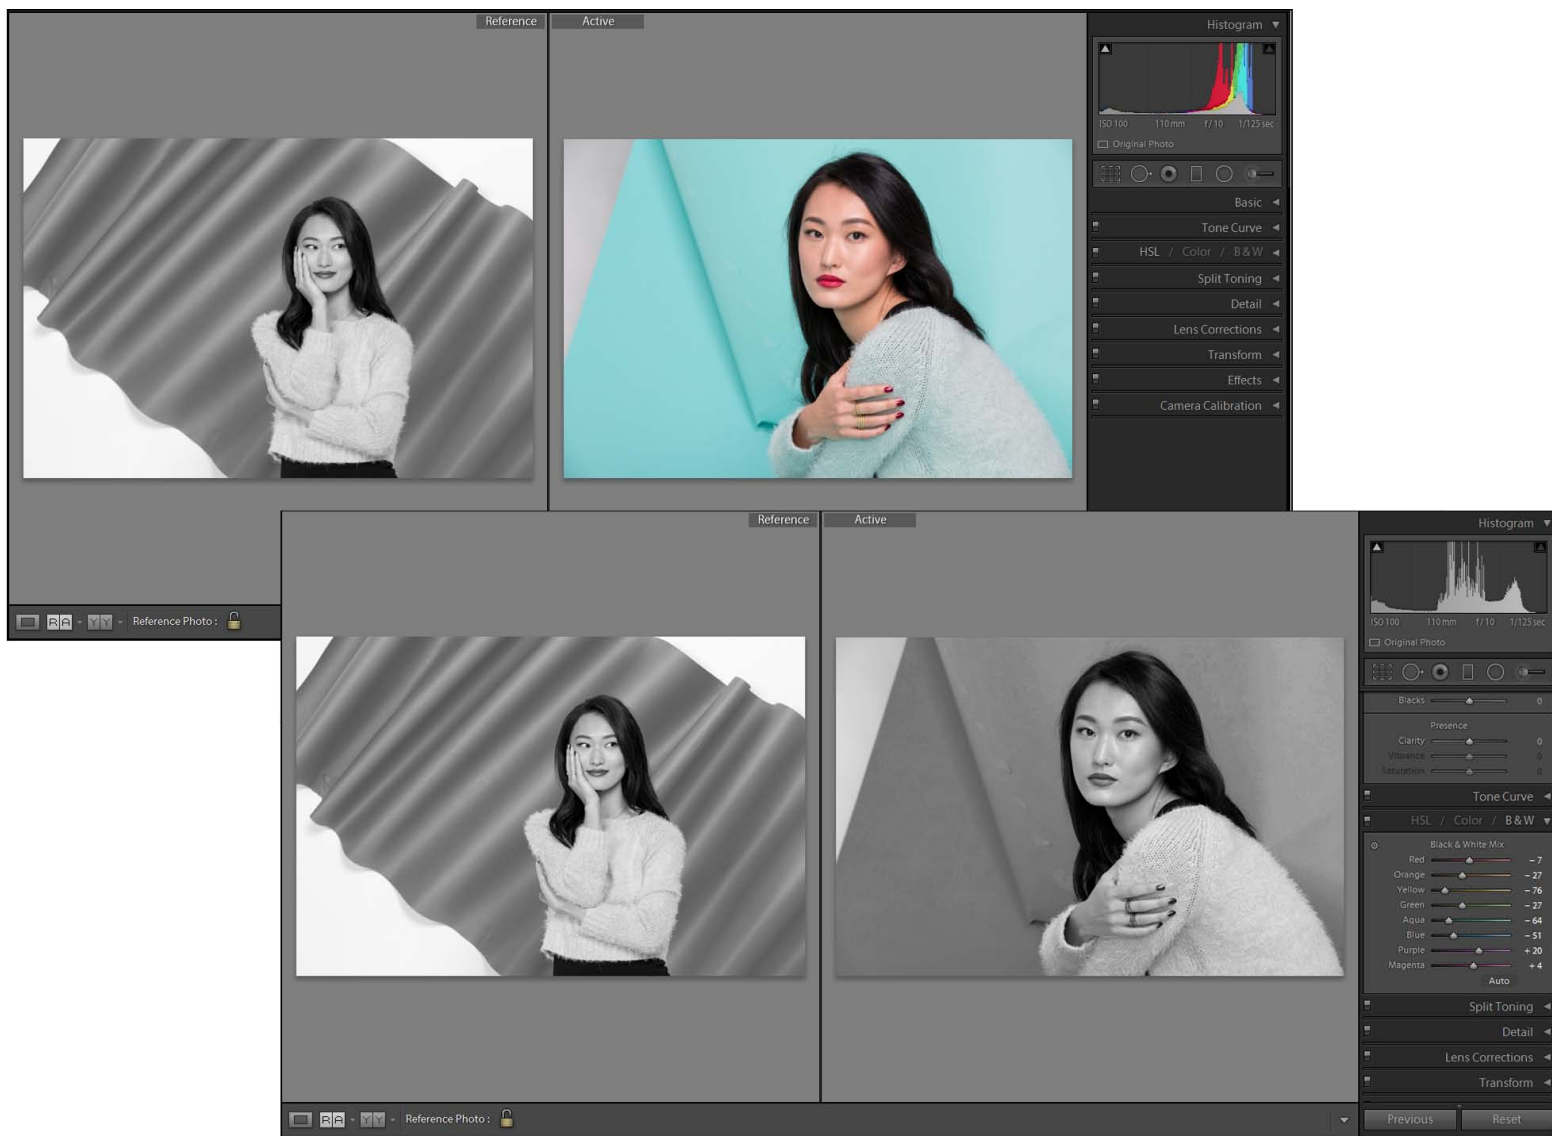 Reference
Active
Histogram
ISO 100 110 mm f / 10 1/125 sec
Original Photo
Basic
Tone Curve
HSL / Color / B & W
Split Toning
Detail
Lens Corrections
Transform
Effects
Camera Calibration
R A Y Y Reference Photo :
Reference
Active
Histogram
ISO 100 110 mm f / 10 1/125 sec
Original Photo
Blacks 0
Presence
Clarity 0
Vibrance 0
Saturation 0
Tone Curve
HSL / Color / B & W
Black & White Mix
Red – 7
Orange – 27
Yellow – 76
Green – 27
Aqua – 64
Blue – 51
Purple + 20
Magenta + 4
Auto
Split Toning
Detail
Lens Corrections
Transform
R A Y Y Reference Photo :
Previous Reset